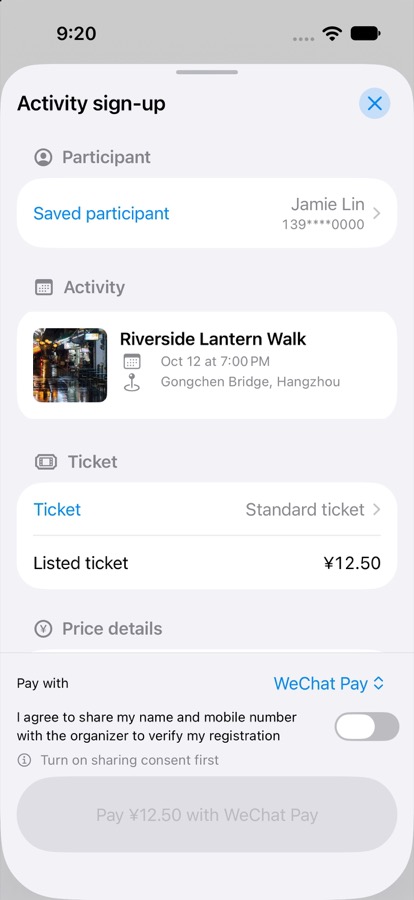 9:20
Activity sign-up
Participant
Saved participant
Jamie Lin
139****0000
Activity
Riverside Lantern Walk
Oct 12 at 7:00 PM
Gongchen Bridge, Hangzhou
Ticket
Ticket
Standard ticket
Listed ticket
¥12.50
Price details
Pay with
WeChat Pay
I agree to share my name and mobile number
with the organizer to verify my registration
Turn on sharing consent first
Pay ¥12.50 with WeChat Pay